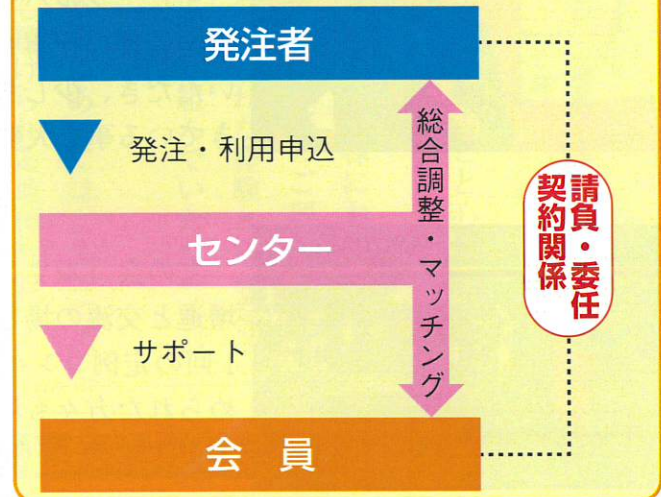 発注者
発注・利用申込
センター
サポート
会員
総合調整・マッチング
請負・委任
契約関係